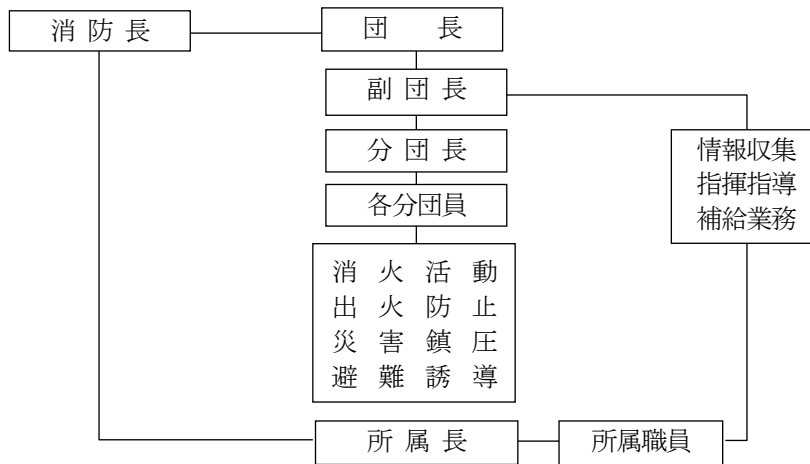 消防長
団長
副団長
分団長
各分団員
情報収集
指揮指導
補給業務
消火活動
出火防止
災害鎮圧
避難誘導
所属長
所属職員